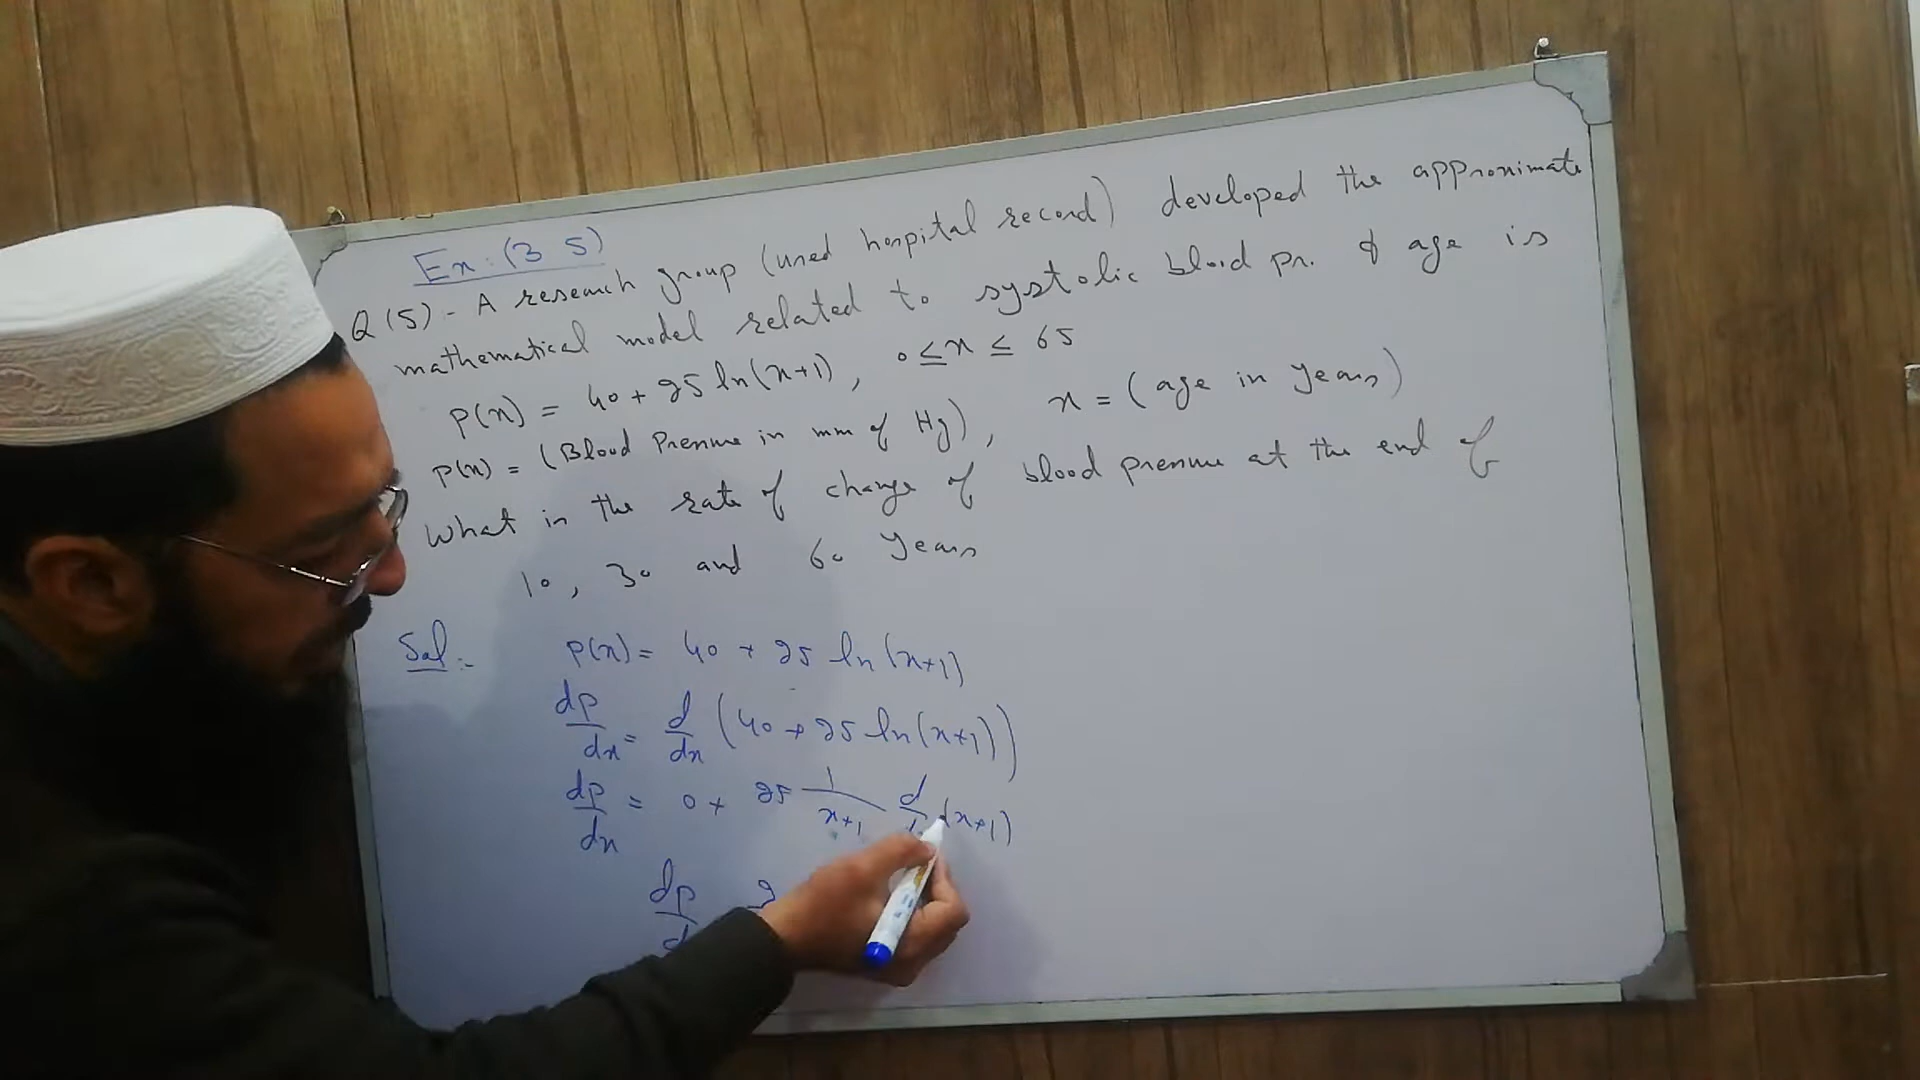 Ex: (3 5)
Q(5):- A research group (used hospital record) developed the approximate
mathematical model related to systolic blood pr. & age is
p(x) = 40 + 25 ln(x+1), 0 ≤ x ≤ 65
p(x) = (Blood Pressure in mm of Hg), x = (age in years)
What is the rate of change of blood pressure at the end of
10, 30 and 60 years
Sol:- p(x) = 40 + 25 ln(x+1)
dp/dx = d/dx (40 + 25 ln(x+1))
dp/dx = 0 + 25 1/(x+1) d/ (x+1)
dp/d